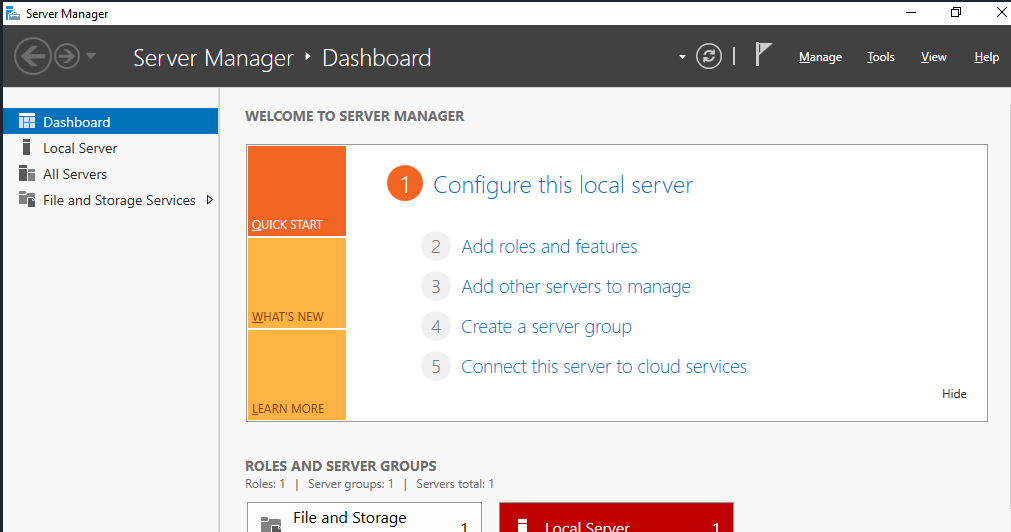 Server Manager
Server Manager ‣ Dashboard
Manage Tools View Help
Dashboard
Local Server
All Servers
File and Storage Services
WELCOME TO SERVER MANAGER
QUICK START
WHAT'S NEW
LEARN MORE
1 Configure this local server
2 Add roles and features
3 Add other servers to manage
4 Create a server group
5 Connect this server to cloud services
Hide
ROLES AND SERVER GROUPS
Roles: 1 | Server groups: 1 | Servers total: 1
File and Storage 1
Local Server 1